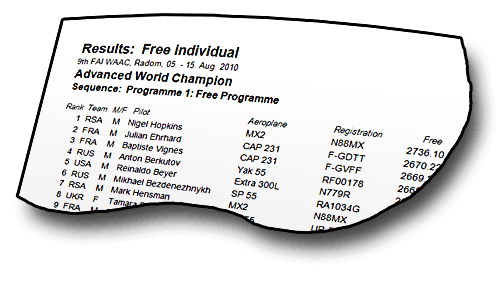 Results: Free Individual
9th FAI WAAC, Radom, 05 - 15 Aug. 2010
Advanced World Champion
Sequence: Programme 1: Free Programme
Rank Team M/F Pilot Aeroplane Registration Free
1 RSA M Nigel Hopkins MX2 N88MX 2736.10
2 FRA M Julian Ehrhard CAP 231 F-GDTT 2670.22
3 FRA M Baptiste Vignes CAP 231 F-GVFF 2669
4 RUS M Anton Berkutov Yak 55 RF00178
5 USA M Reinaldo Beyer Extra 300L N779R
6 RUS M Mikhael Bezdenezhnykh SP 55 RA1034G
7 RSA M Mark Hensman MX2 N88MX
8 UKR F Tamara
9 FRA